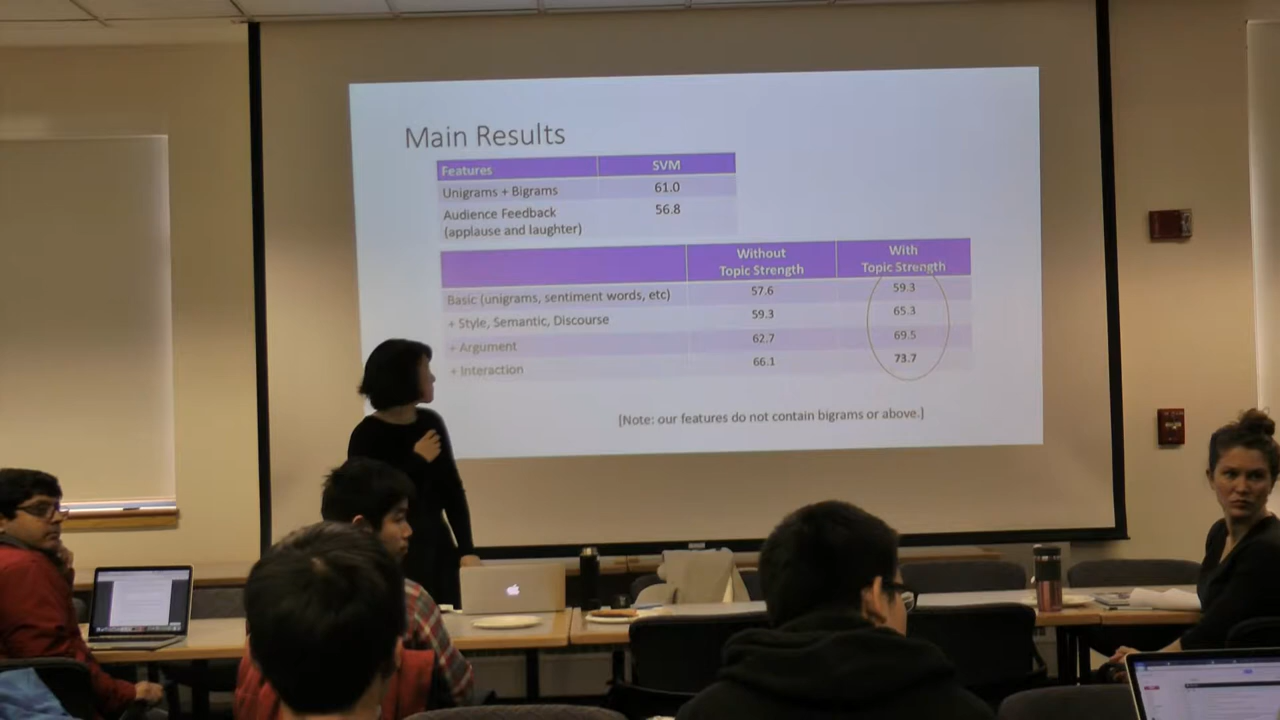 Main Results
Features SVM
Unigrams + Bigrams 61.0
Audience Feedback 56.8
(applause and laughter)
Without With
Topic Strength Topic Strength
Basic (unigrams, sentiment words, etc) 57.6 59.3
+ Style, Semantic, Discourse 59.3 65.3
+ Argument 62.7 69.5
+ Interaction 66.1 73.7
[Note: our features do not contain bigrams or above.]